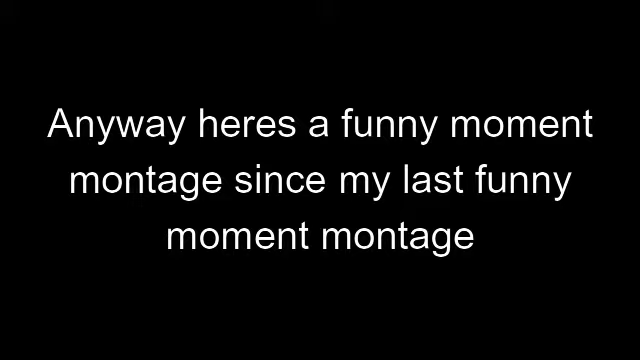 Anyway heres a funny moment
montage since my last funny
moment montage